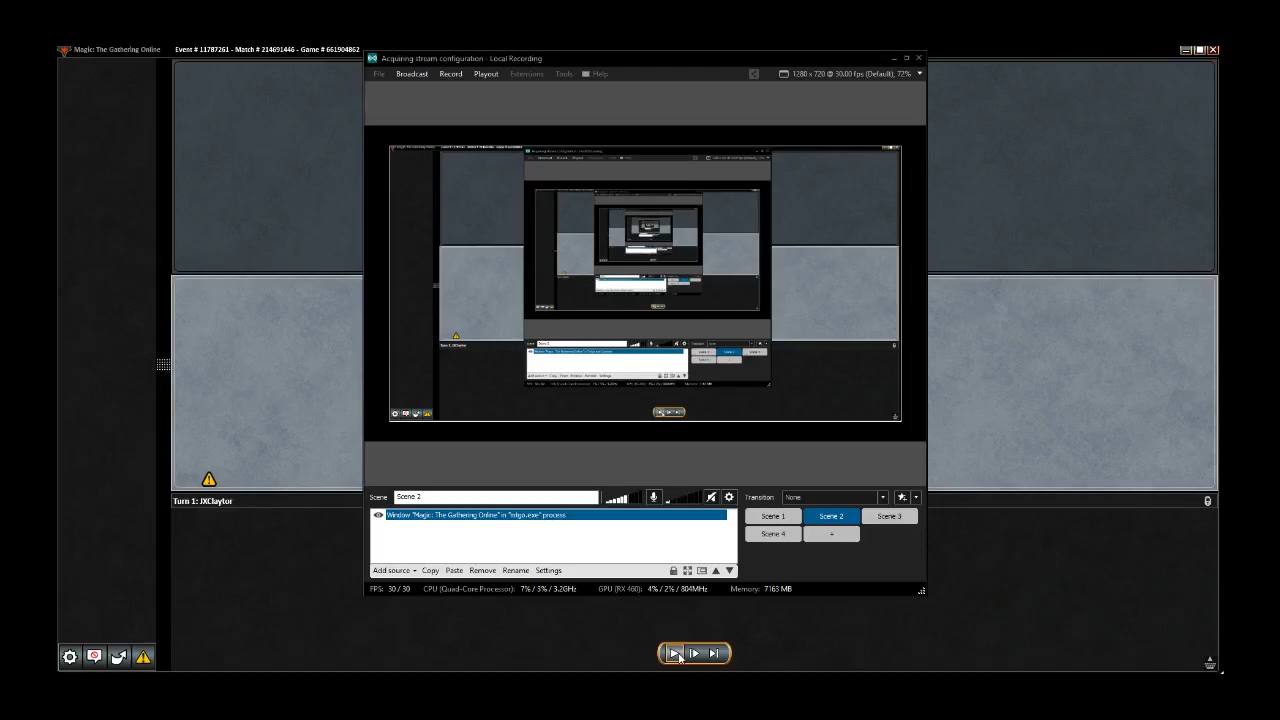 Magic: The Gathering Online Event # 11787261 - Match # 214691446 - Game # 661904862
Acquiring stream configuration - Local Recording
File Broadcast Record Playout Extensions Tools Help 1280 x 720 @ 30.00 fps (Default), 72%
Turn 1: JXClaytor
Scene Scene 2 Transition None
Window "Magic: The Gathering Online" in "mtgo.exe" process
Scene 1 Scene 2 Scene 3
Scene 4 +
Add source Copy Paste Remove Rename Settings
FPS: 30 / 30 CPU (Quad-Core Processor): 7% / 3% / 3.2GHz GPU (RX 460): 4% / 2% / 804MHz Memory: 7163 MB